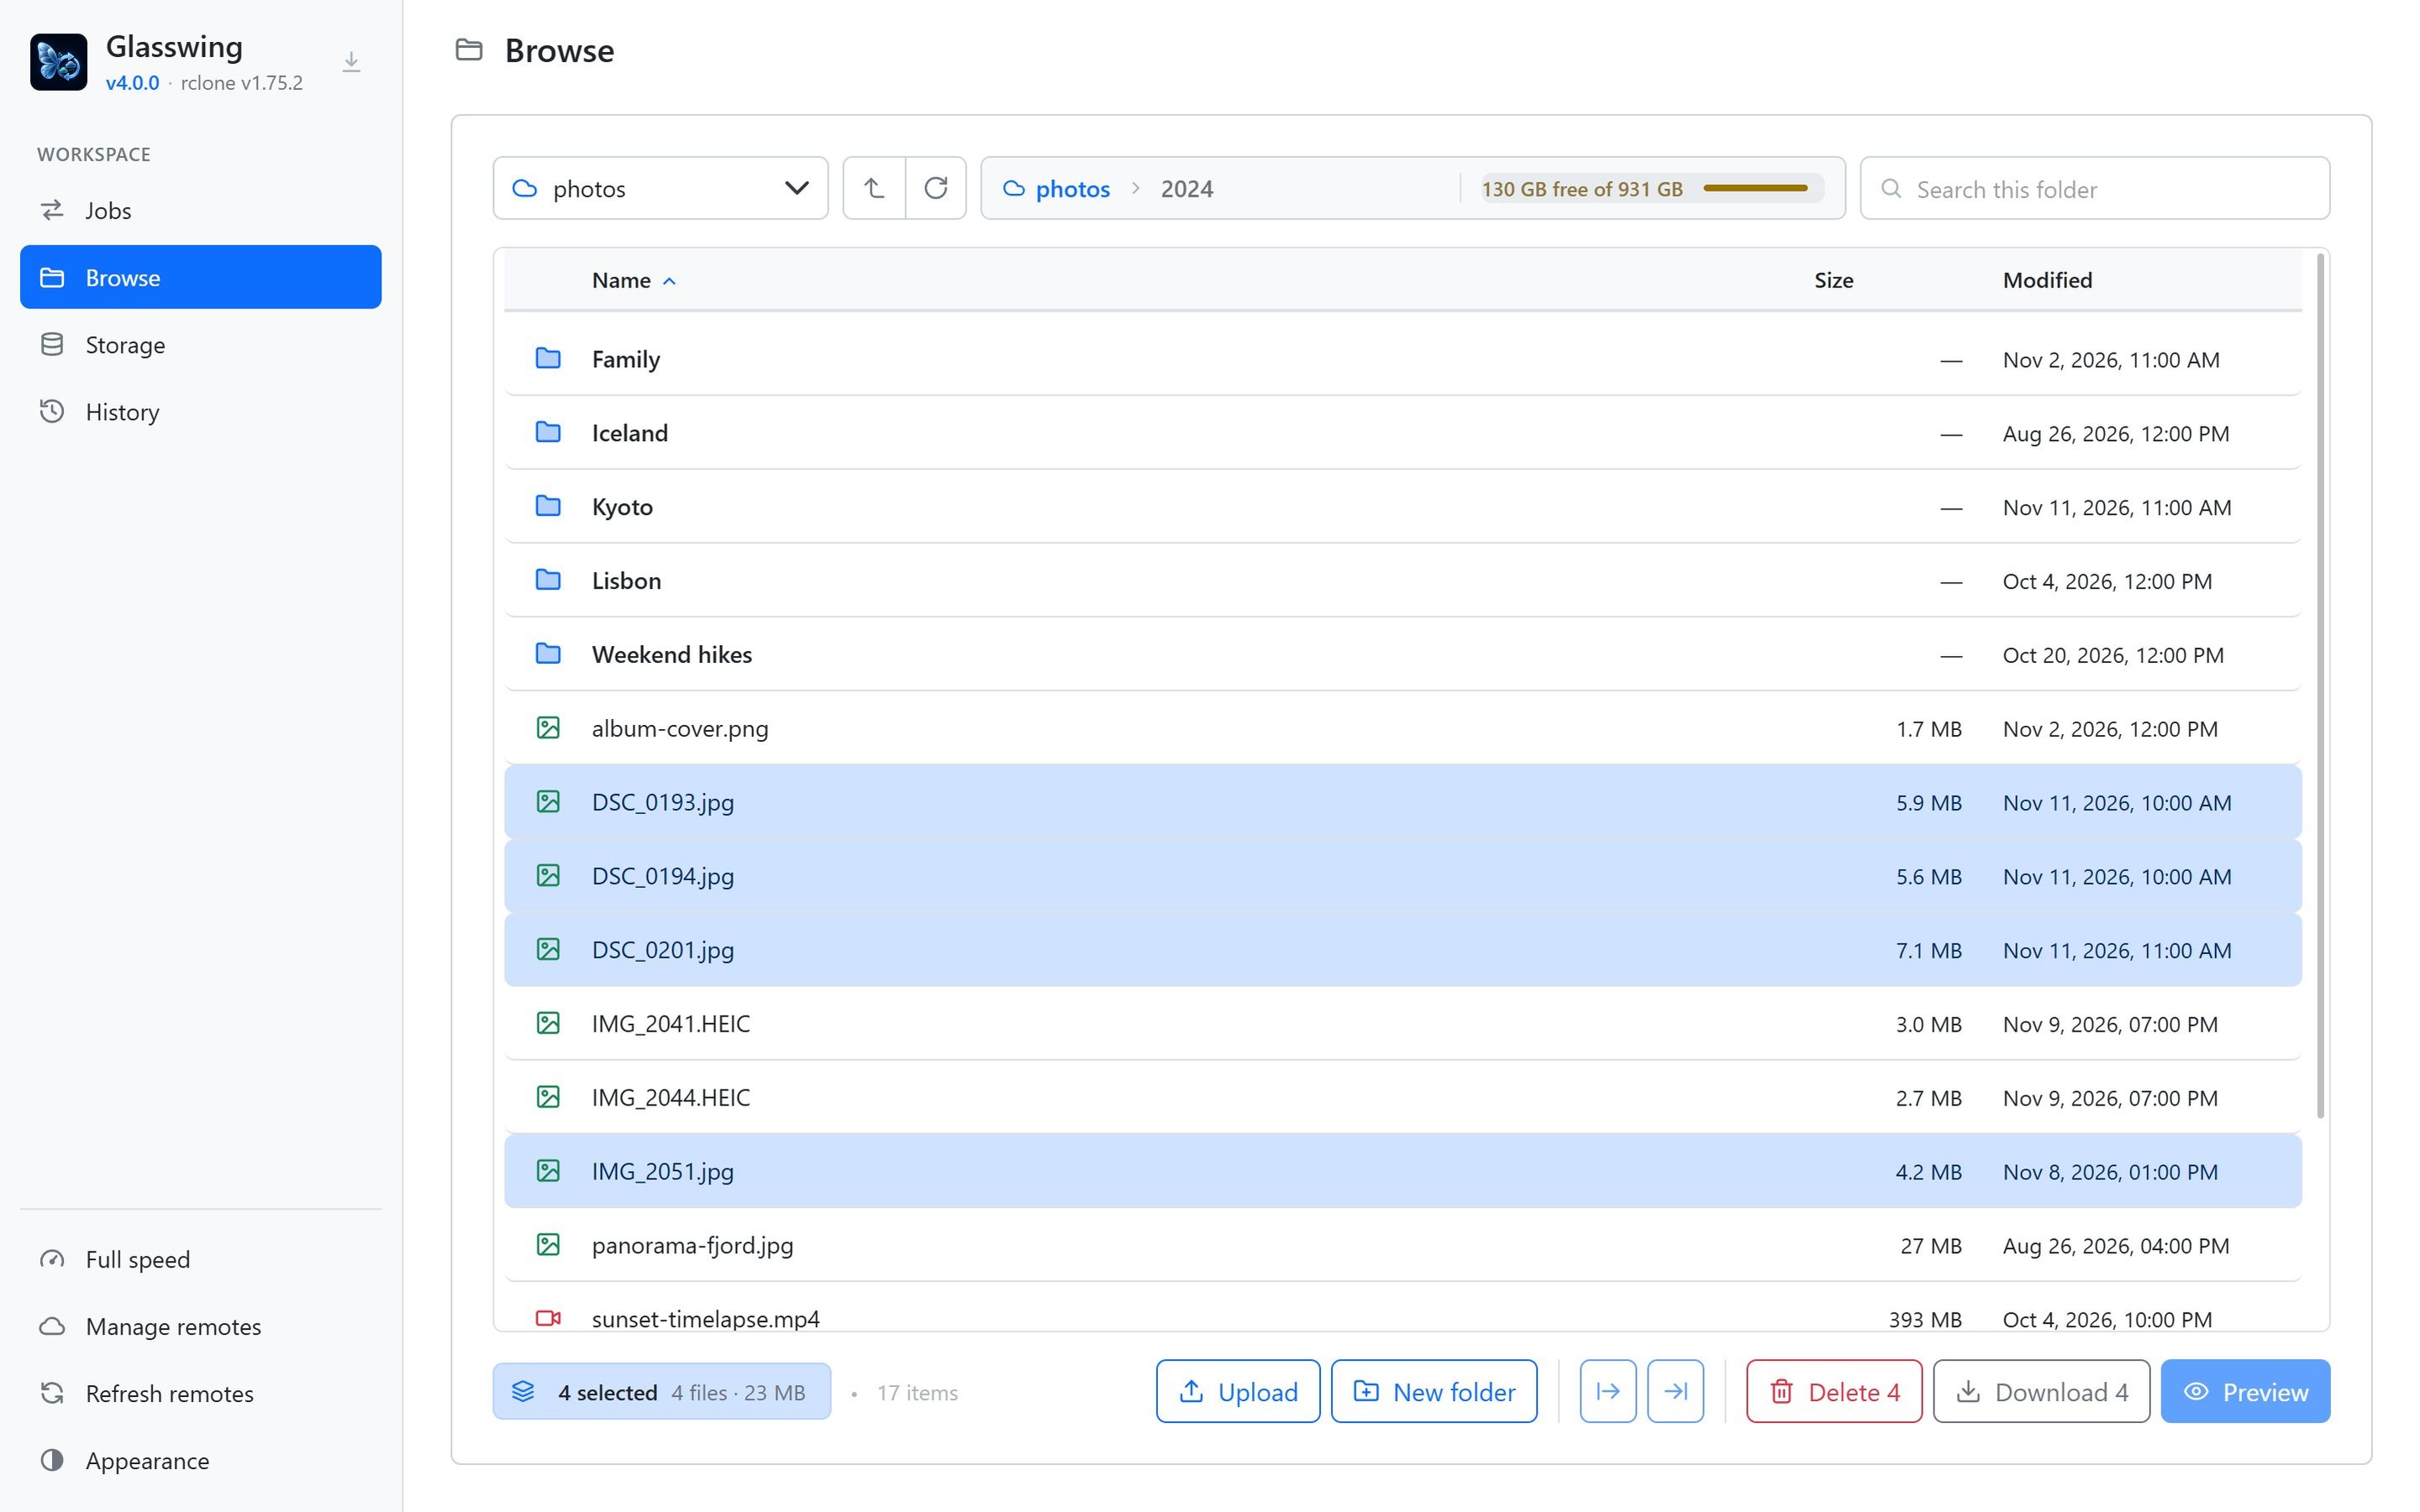 Glasswing
v4.0.0 · rclone v1.75.2
WORKSPACE
Jobs
Browse
Storage
History
Full speed
Manage remotes
Refresh remotes
Appearance
Browse
photos
photos > 2024
130 GB free of 931 GB
Search this folder
Name Size Modified
Family — Nov 2, 2026, 11:00 AM
Iceland — Aug 26, 2026, 12:00 PM
Kyoto — Nov 11, 2026, 11:00 AM
Lisbon — Oct 4, 2026, 12:00 PM
Weekend hikes — Oct 20, 2026, 12:00 PM
album-cover.png 1.7 MB Nov 2, 2026, 12:00 PM
DSC_0193.jpg 5.9 MB Nov 11, 2026, 10:00 AM
DSC_0194.jpg 5.6 MB Nov 11, 2026, 10:00 AM
DSC_0201.jpg 7.1 MB Nov 11, 2026, 11:00 AM
IMG_2041.HEIC 3.0 MB Nov 9, 2026, 07:00 PM
IMG_2044.HEIC 2.7 MB Nov 9, 2026, 07:00 PM
IMG_2051.jpg 4.2 MB Nov 8, 2026, 01:00 PM
panorama-fjord.jpg 27 MB Aug 26, 2026, 04:00 PM
sunset-timelapse.mp4 393 MB Oct 4, 2026, 10:00 PM
4 selected 4 files · 23 MB • 17 items
Upload
New folder
Delete 4
Download 4
Preview